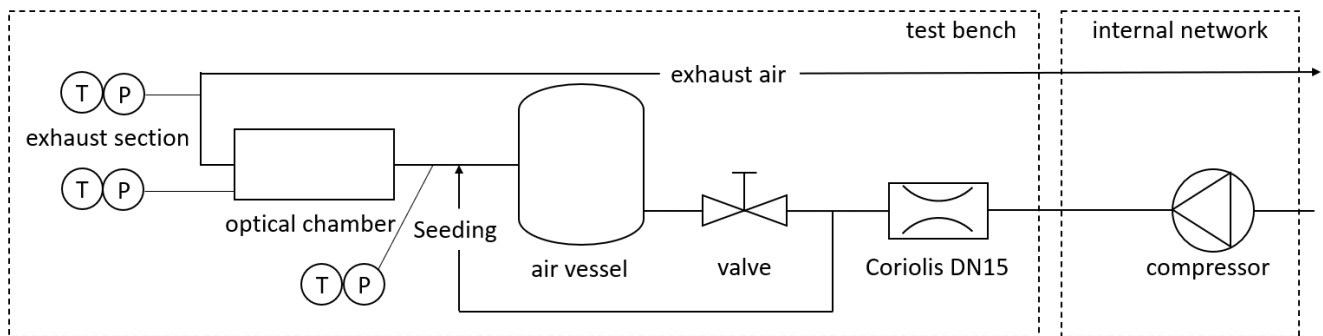 test bench
internal network
exhaust air
T P
exhaust section
T P
optical chamber
Seeding
T P
air vessel
valve
Coriolis DN15
compressor